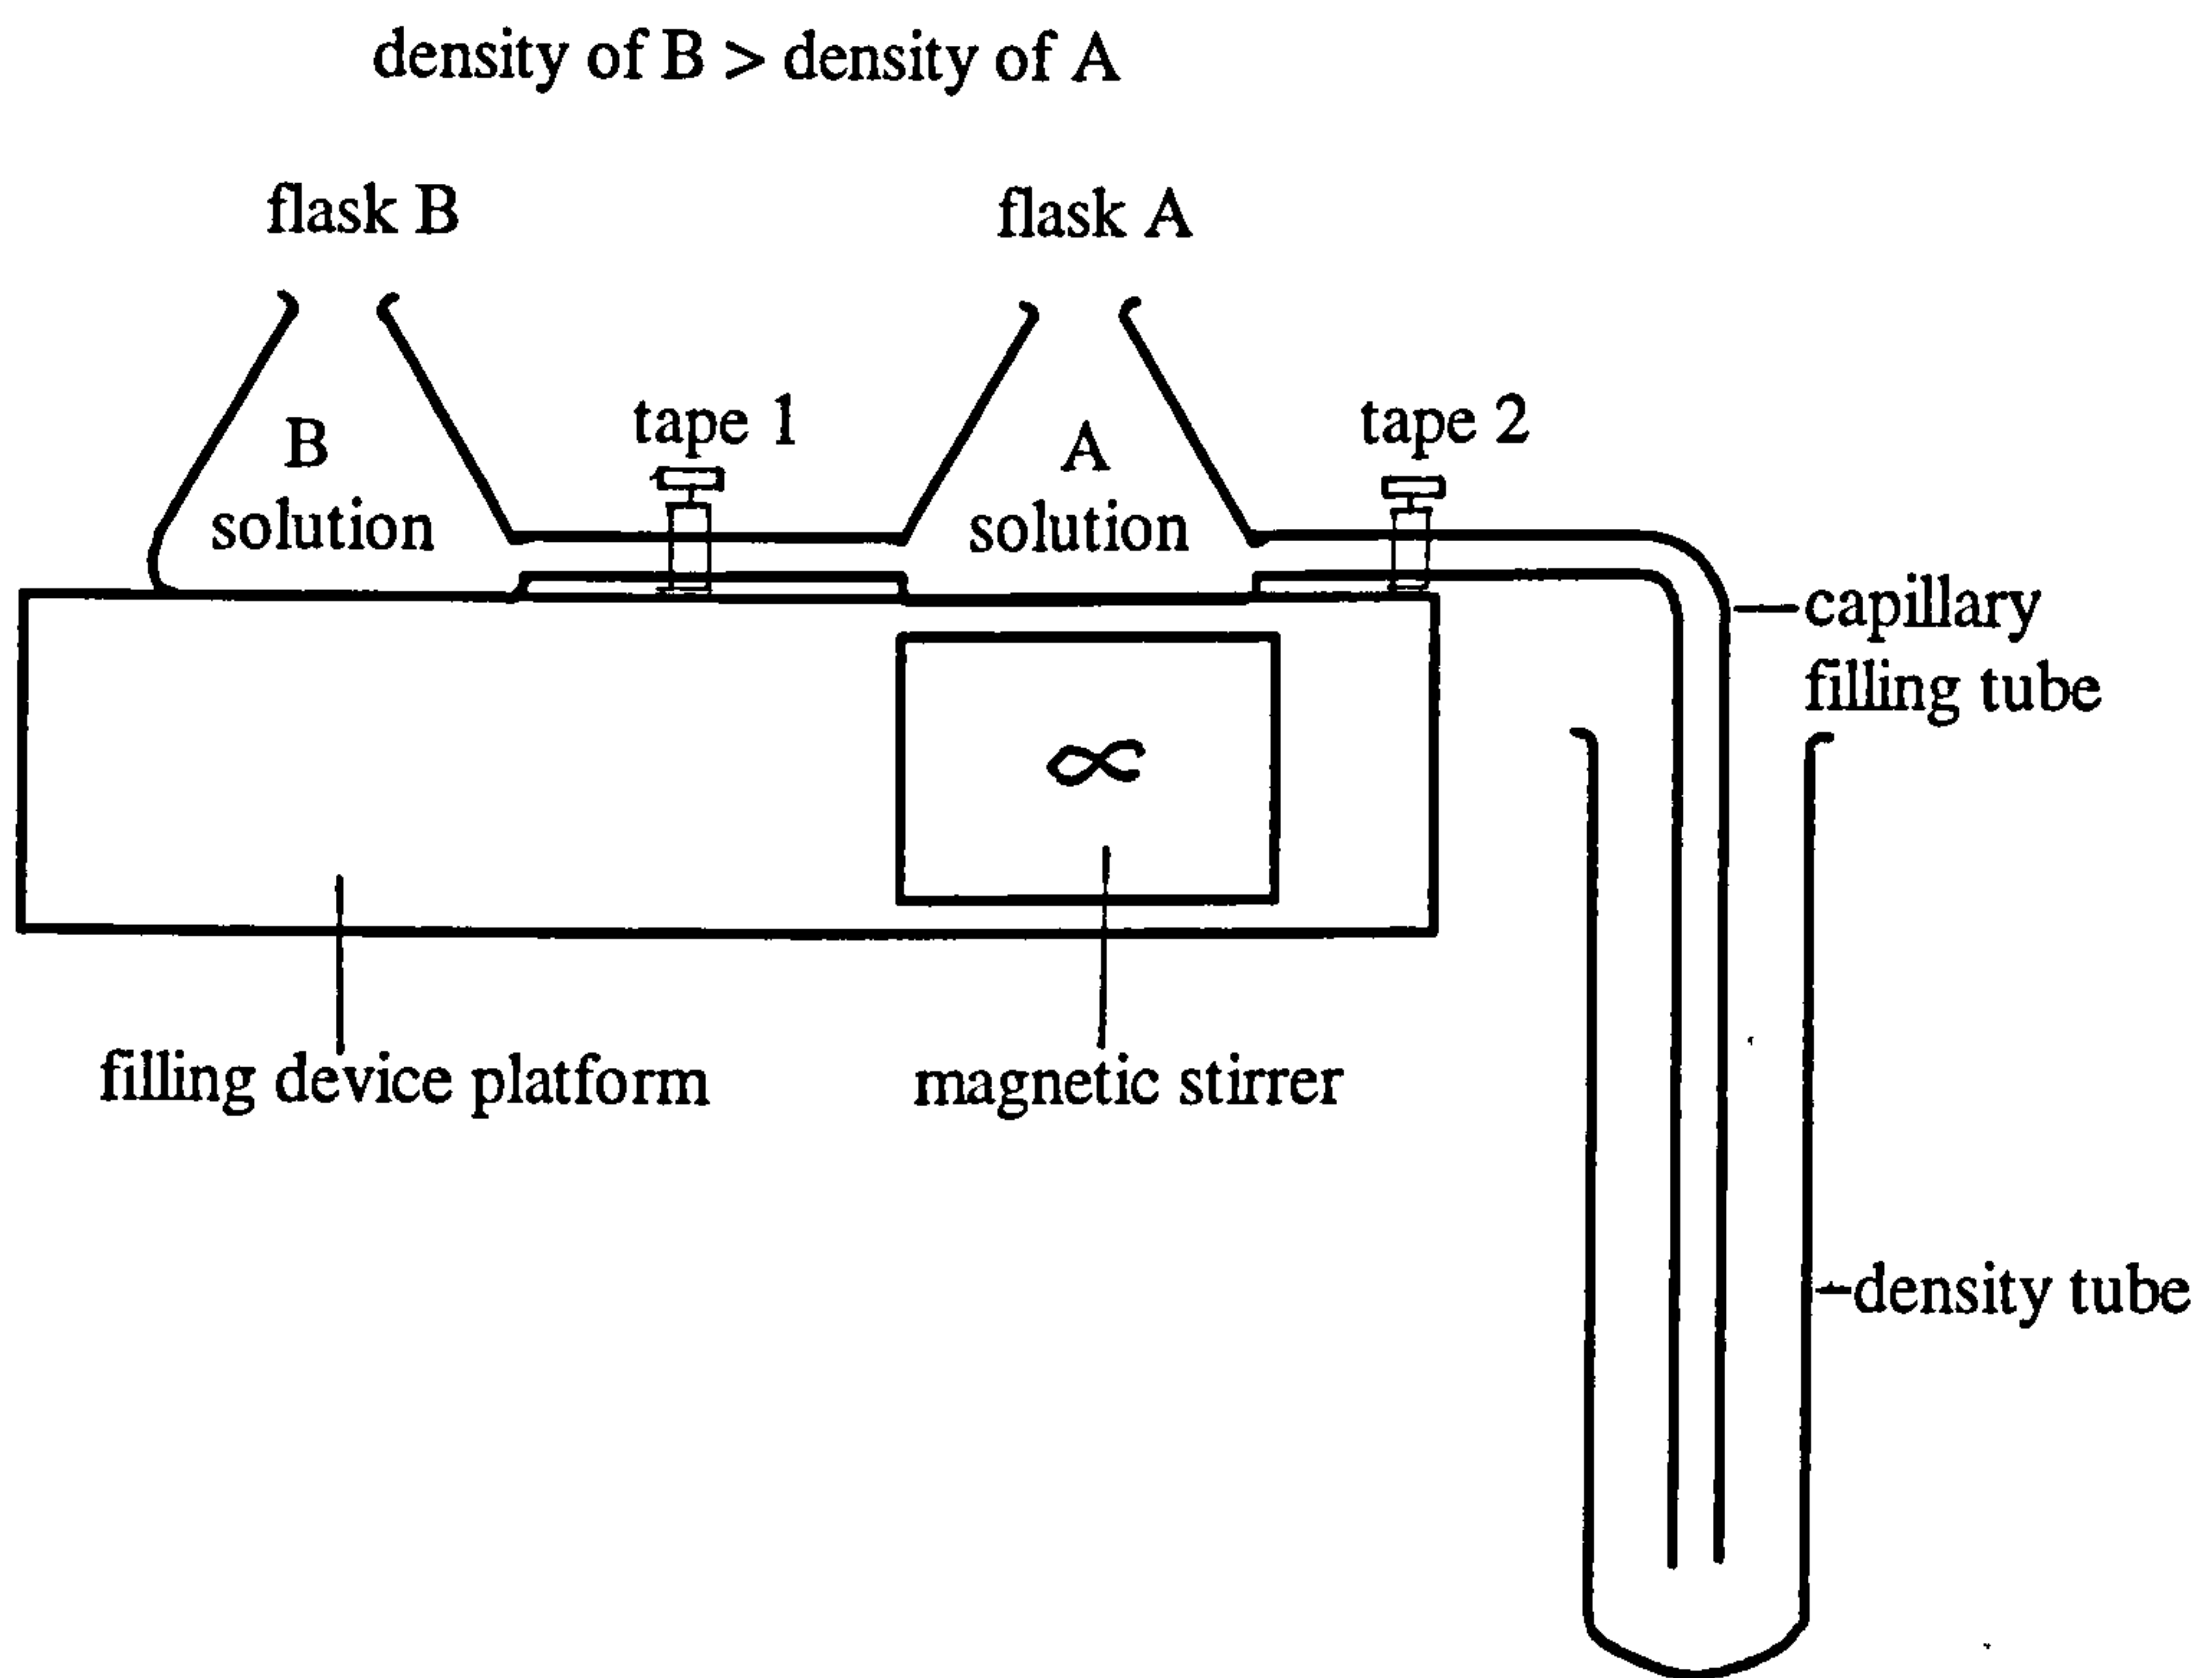 density of B > density of A
flask B
flask A
tape 1
tape 2
B
solution
A
solution
capillary
filling tube
∝
filling device platform
magnetic stirrer
density tube